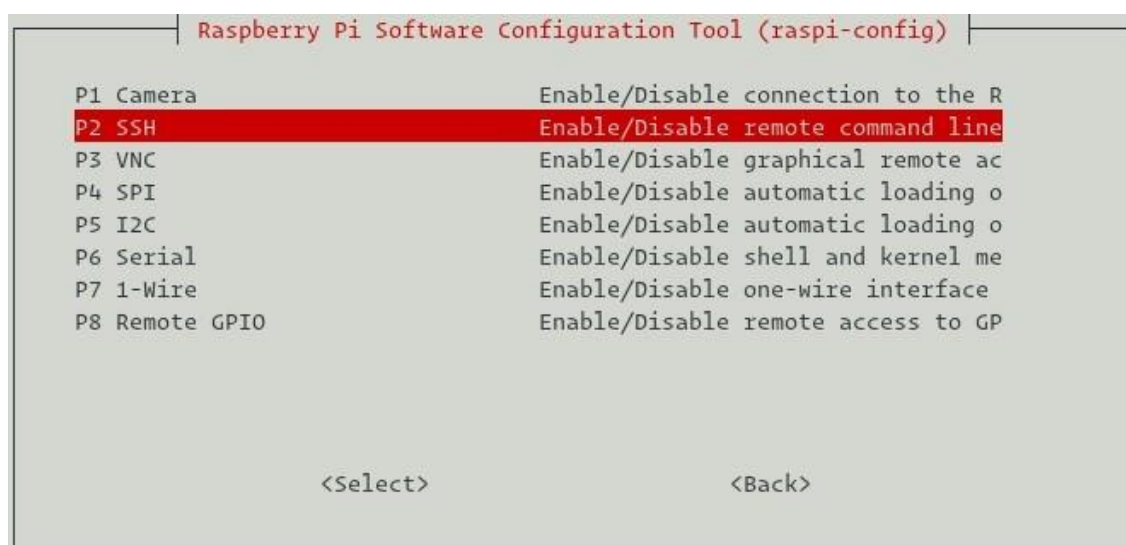 Raspberry Pi Software Configuration Tool (raspi-config)
P1 Camera Enable/Disable connection to the R
P2 SSH Enable/Disable remote command line
P3 VNC Enable/Disable graphical remote ac
P4 SPI Enable/Disable automatic loading o
P5 I2C Enable/Disable automatic loading o
P6 Serial Enable/Disable shell and kernel me
P7 1-Wire Enable/Disable one-wire interface
P8 Remote GPIO Enable/Disable remote access to GP
<Select> <Back>